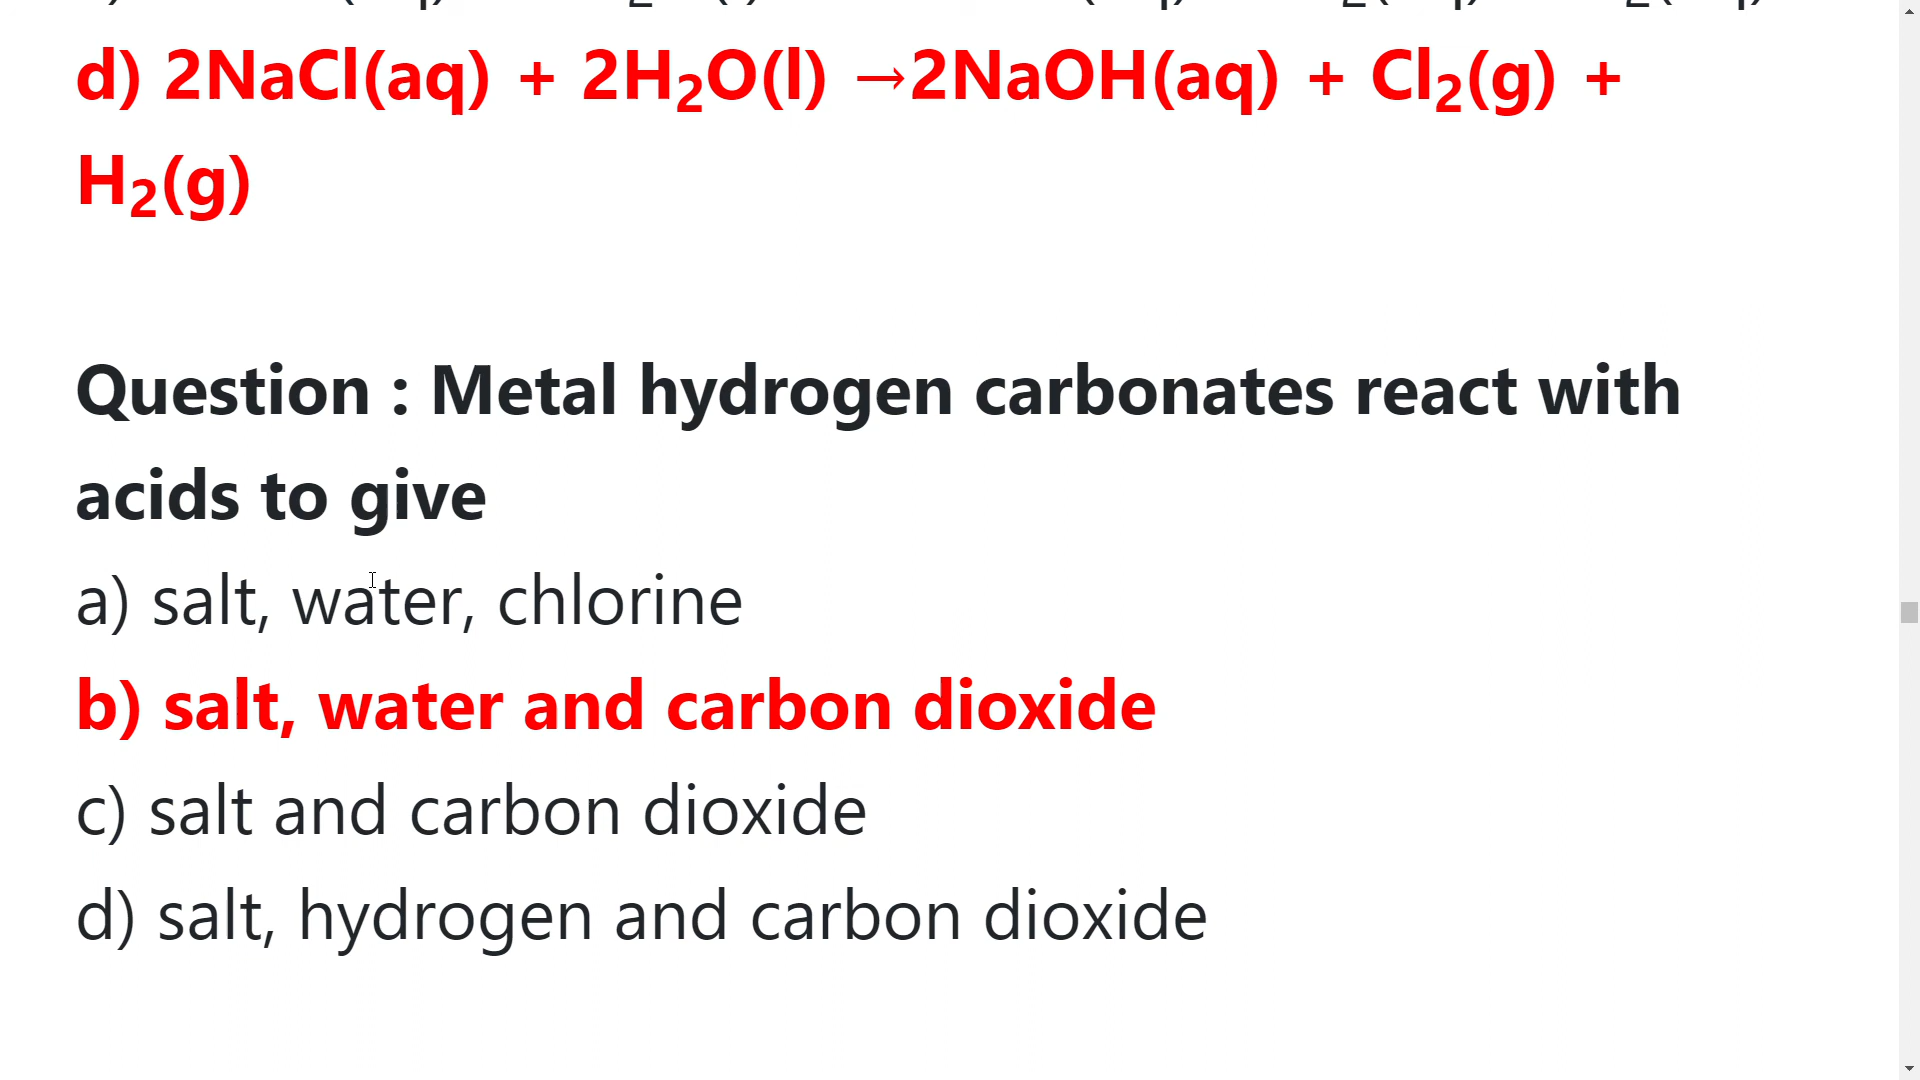 d) 2NaCl(aq) + 2H₂O(l) →2NaOH(aq) + Cl₂(g) +
H₂(g)
Question : Metal hydrogen carbonates react with
acids to give
a) salt, water, chlorine
b) salt, water and carbon dioxide
c) salt and carbon dioxide
d) salt, hydrogen and carbon dioxide